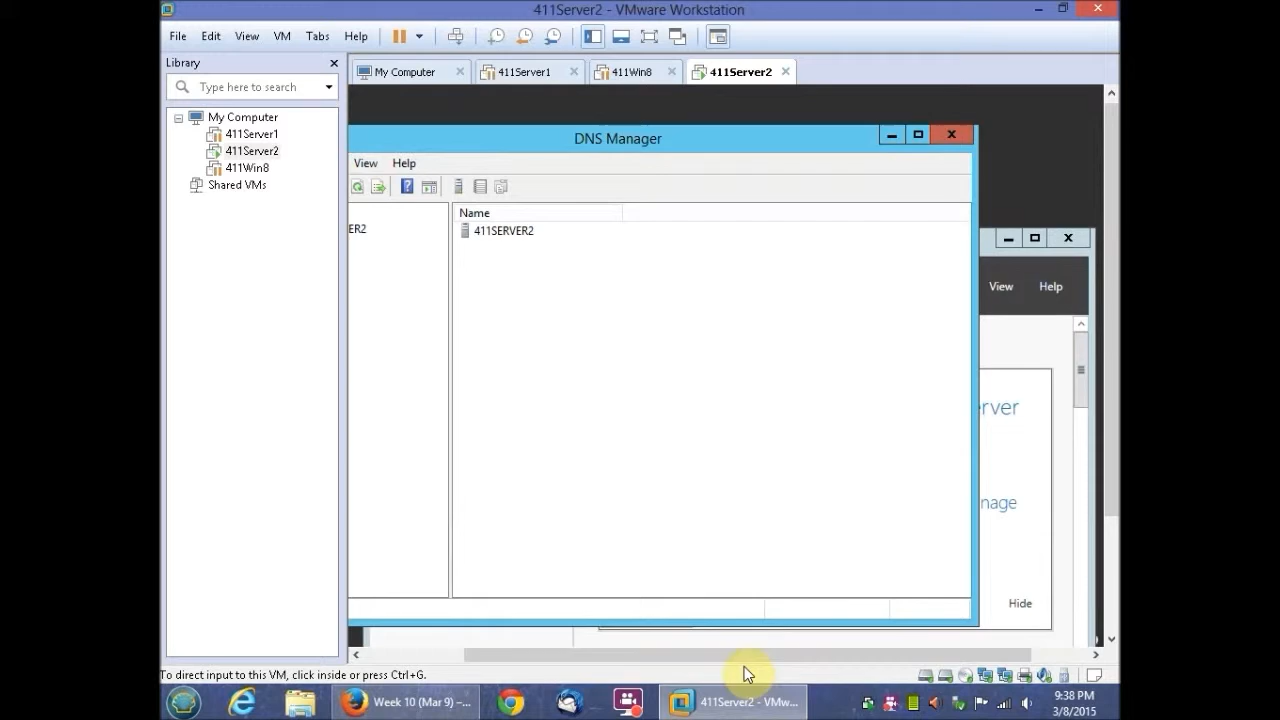 411Server2 - VMware Workstation
File Edit View VM Tabs Help
Library
Type here to search
My Computer 411Server1 411Win8 411Server2
My Computer
411Server1
411Server2
411Win8
Shared VMs
DNS Manager
View Help
ER2
Name
411SERVER2
View Help
erver
nage
Hide
To direct input to this VM, click inside or press Ctrl+G.
Week 10 (Mar 9) –...
411Server2 - VMw...
9:38 PM
3/8/2015